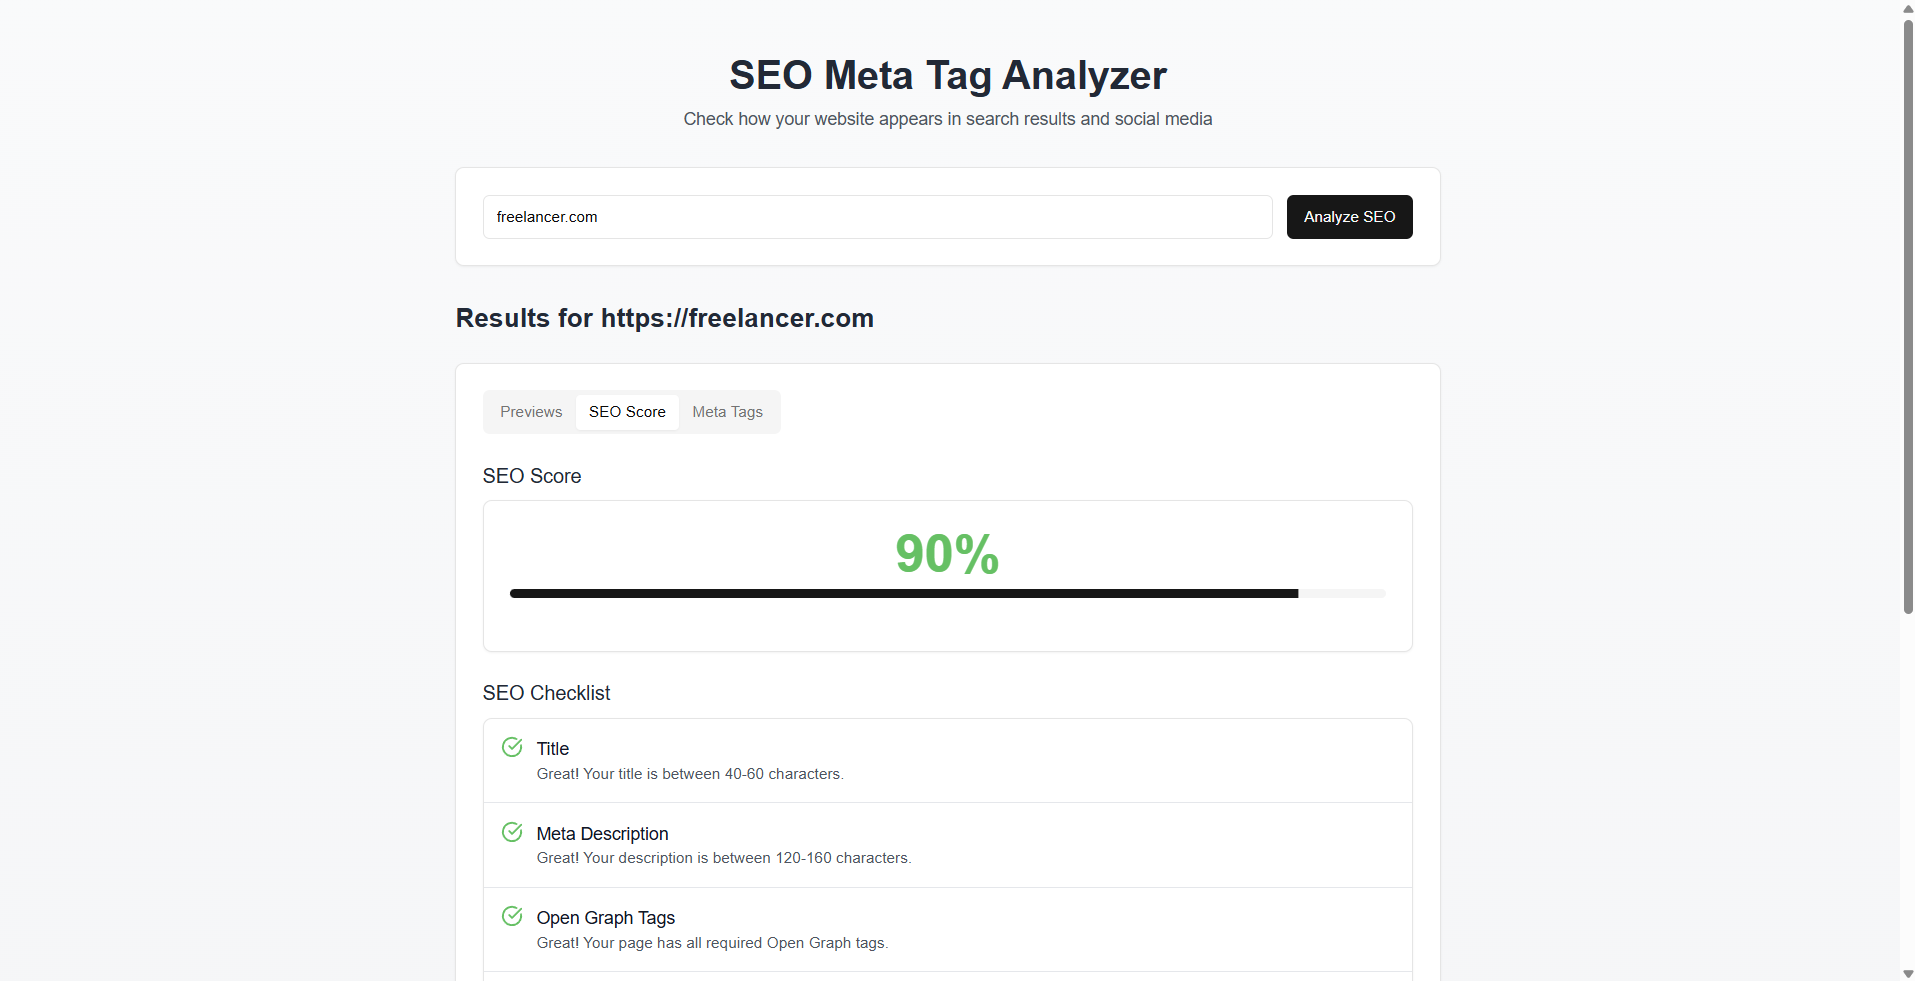 SEO Meta Tag Analyzer
Check how your website appears in search results and social media
freelancer.com
Analyze SEO
Results for https://freelancer.com
Previews
SEO Score
Meta Tags
SEO Score
90%
SEO Checklist
Title
Great! Your title is between 40-60 characters.
Meta Description
Great! Your description is between 120-160 characters.
Open Graph Tags
Great! Your page has all required Open Graph tags.